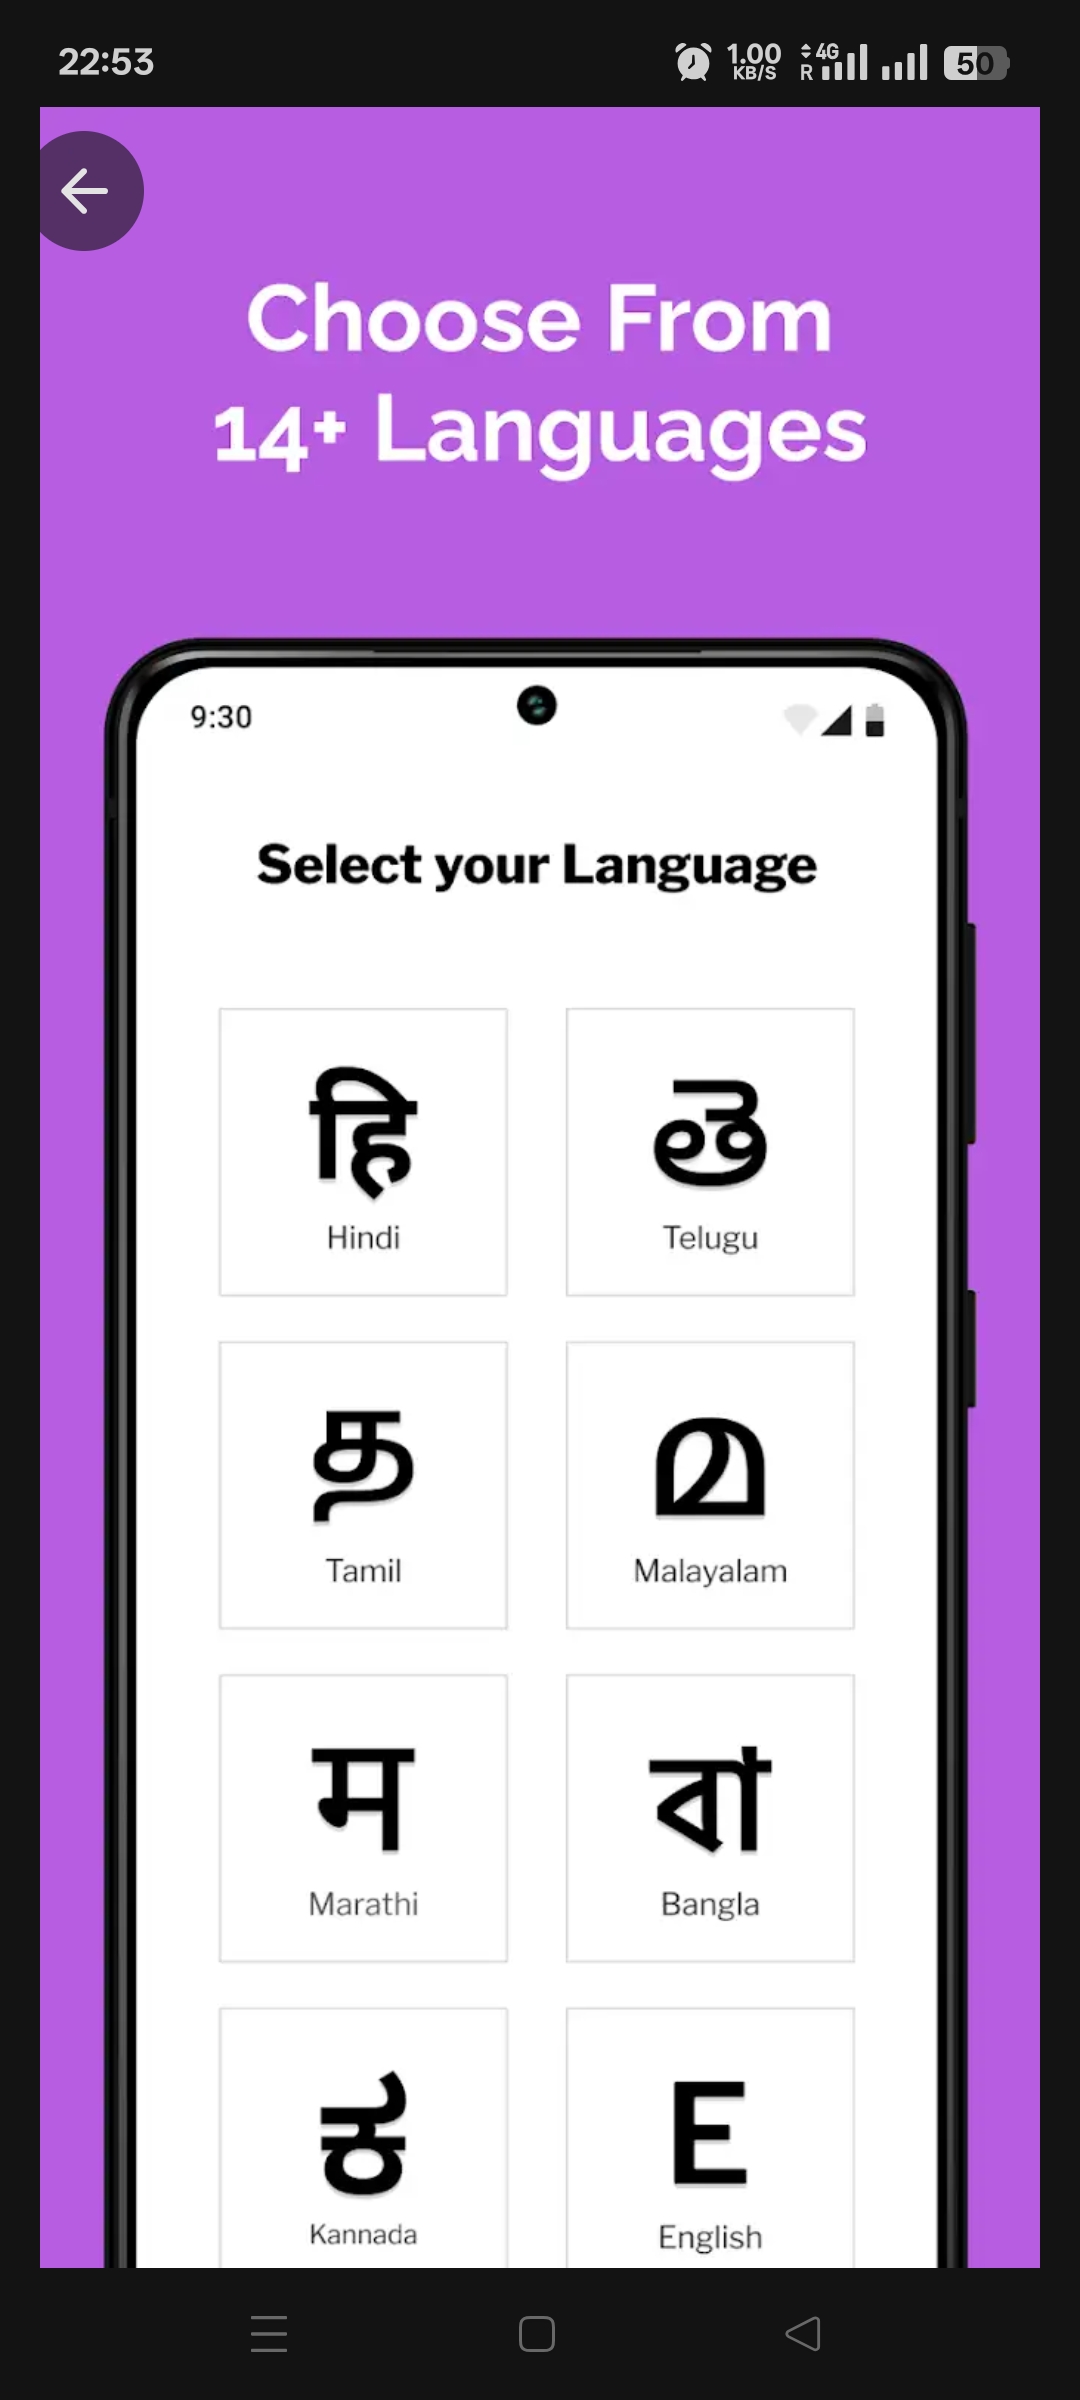 22:53
1.00
KB/S
4G
R
50
Choose From
14+ Languages
9:30
Select your Language
हि
తె
Hindi
Telugu
த
മ
Tamil
Malayalam
म
বা
Marathi
Bangla
ಕ
E
Kannada
English